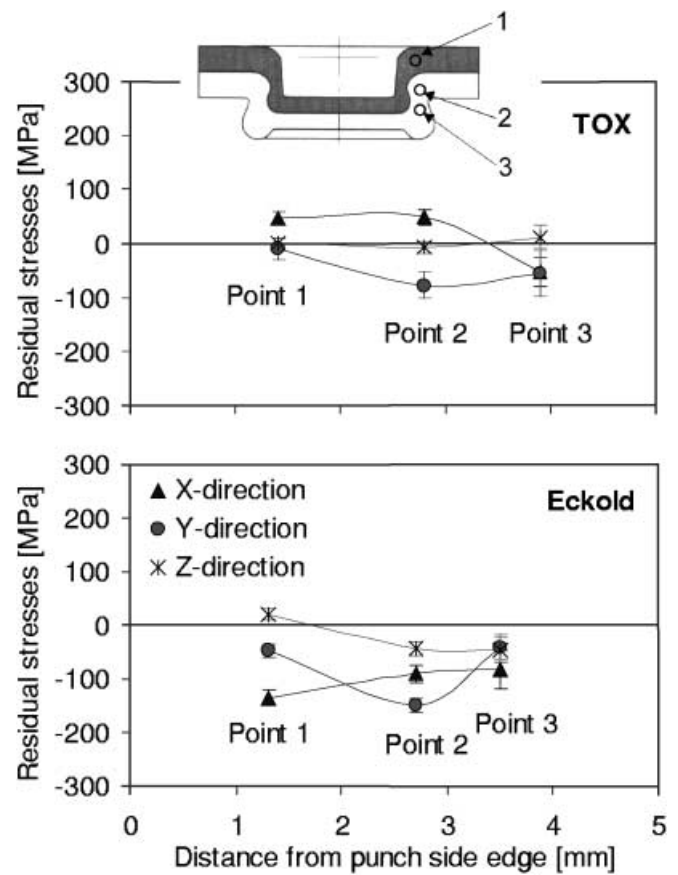 1
2
3
300
200
100
0
-100
-200
-300
Residual stresses [MPa]
TOX
Point 1
Point 2
Point 3
300
200
100
0
-100
-200
-300
Residual stresses [MPa]
X-direction
Y-direction
Z-direction
Eckold
Point 1
Point 2
Point 3
0 1 2 3 4 5
Distance from punch side edge [mm]